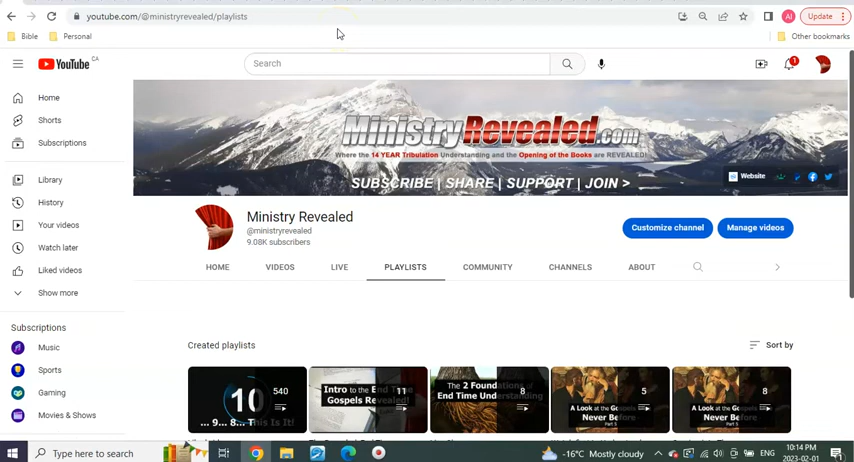 youtube.com/@ministryrevealed/playlists
AI
Update
Bible
Personal
Other bookmarks
YouTube CA
Search
1
Home
Shorts
Subscriptions
Library
History
Your videos
Watch later
Liked videos
Show more
Subscriptions
Music
Sports
Gaming
Movies & Shows
MinistryRevealed.com
Where the 14 YEAR Tribulation Understanding and the Opening of the Books are REVEALED!
SUBSCRIBE | SHARE | SUPPORT | JOIN >
Website
Ministry Revealed
@ministryrevealed
9.08K subscribers
Customize channel
Manage videos
HOME
VIDEOS
LIVE
PLAYLISTS
COMMUNITY
CHANNELS
ABOUT
Created playlists
Sort by
10
... 9... 8...
This Is It!
540
Intro to the End Time
Gospels Revealed!
11
The 2 Foundations of
End Time Understanding
8
A Look at the Gospels
Never Before
5
A Look at the Gospels
Never Before
8
Type here to search
-16°C Mostly cloudy
ENG
10:14 PM
2023-02-01